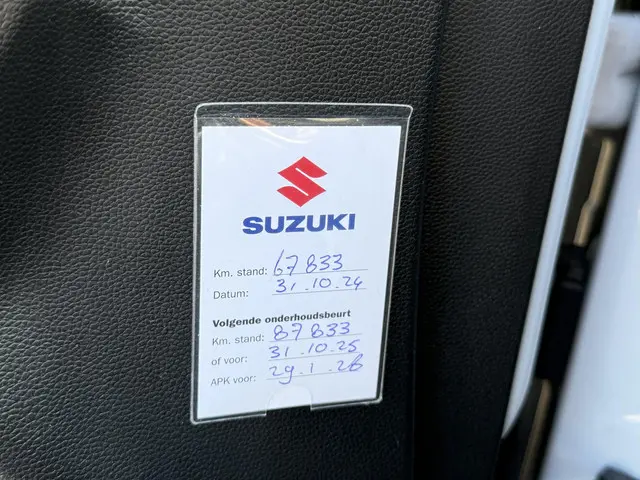 SUZUKI
Km. stand: 67833
Datum: 31.10.24
Volgende onderhoudsbeurt
Km. stand: 87833
of voor: 31.10.25
APK voor: 29.1.26